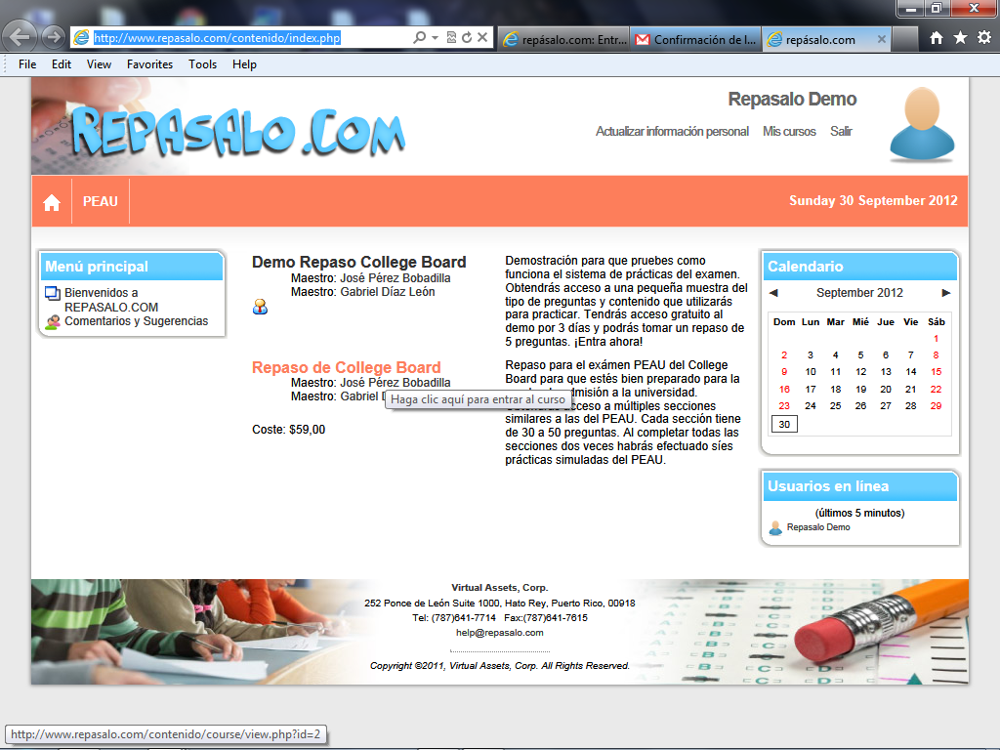 http://www.repasalo.com/contenido/index.php
repásalo.com: Entr...
Confirmación de l...
repásalo.com
File Edit View Favorites Tools Help
REPASALO.COM
Repasalo Demo
Actualizar información personal Mis cursos Salir
PEAU
Sunday 30 September 2012
Menú principal
Bienvenidos a
REPASALO.COM
Comentarios y Sugerencias
Demo Repaso College Board
Maestro: José Pérez Bobadilla
Maestro: Gabriel Díaz León
Demostración para que pruebes como
funciona el sistema de prácticas del examen.
Obtendrás acceso a una pequeña muestra del
tipo de preguntas y contenido que utilizarás
para practicar. Tendrás acceso gratuito al
demo por 3 días y podrás tomar un repaso de
5 preguntas. ¡Entra ahora!
Repaso de College Board
Maestro: José Pérez Bobadilla
Maestro: Gabriel
Haga clic aquí para entrar al curso
Coste: $59,00
Repaso para el exámen PEAU del College
Board para que estés bien preparado para la
admisión a la universidad.
acceso a múltiples secciones
similares a las del PEAU. Cada sección tiene
de 30 a 50 preguntas. Al completar todas las
secciones dos veces habrás efectuado síes
prácticas simuladas del PEAU.
Calendario
◄ September 2012 ►
Dom Lun Mar Mié Jue Vie Sáb
1
2 3 4 5 6 7 8
9 10 11 12 13 14 15
16 17 18 19 20 21 22
23 24 25 26 27 28 29
30
Usuarios en línea
(últimos 5 minutos)
Repasalo Demo
Virtual Assets, Corp.
252 Ponce de León Suite 1000, Hato Rey, Puerto Rico, 00918
Tel: (787)641-7714 Fax:(787)641-7615
help@repasalo.com
Copyright ©2011, Virtual Assets, Corp. All Rights Reserved.
http://www.repasalo.com/contenido/course/view.php?id=2